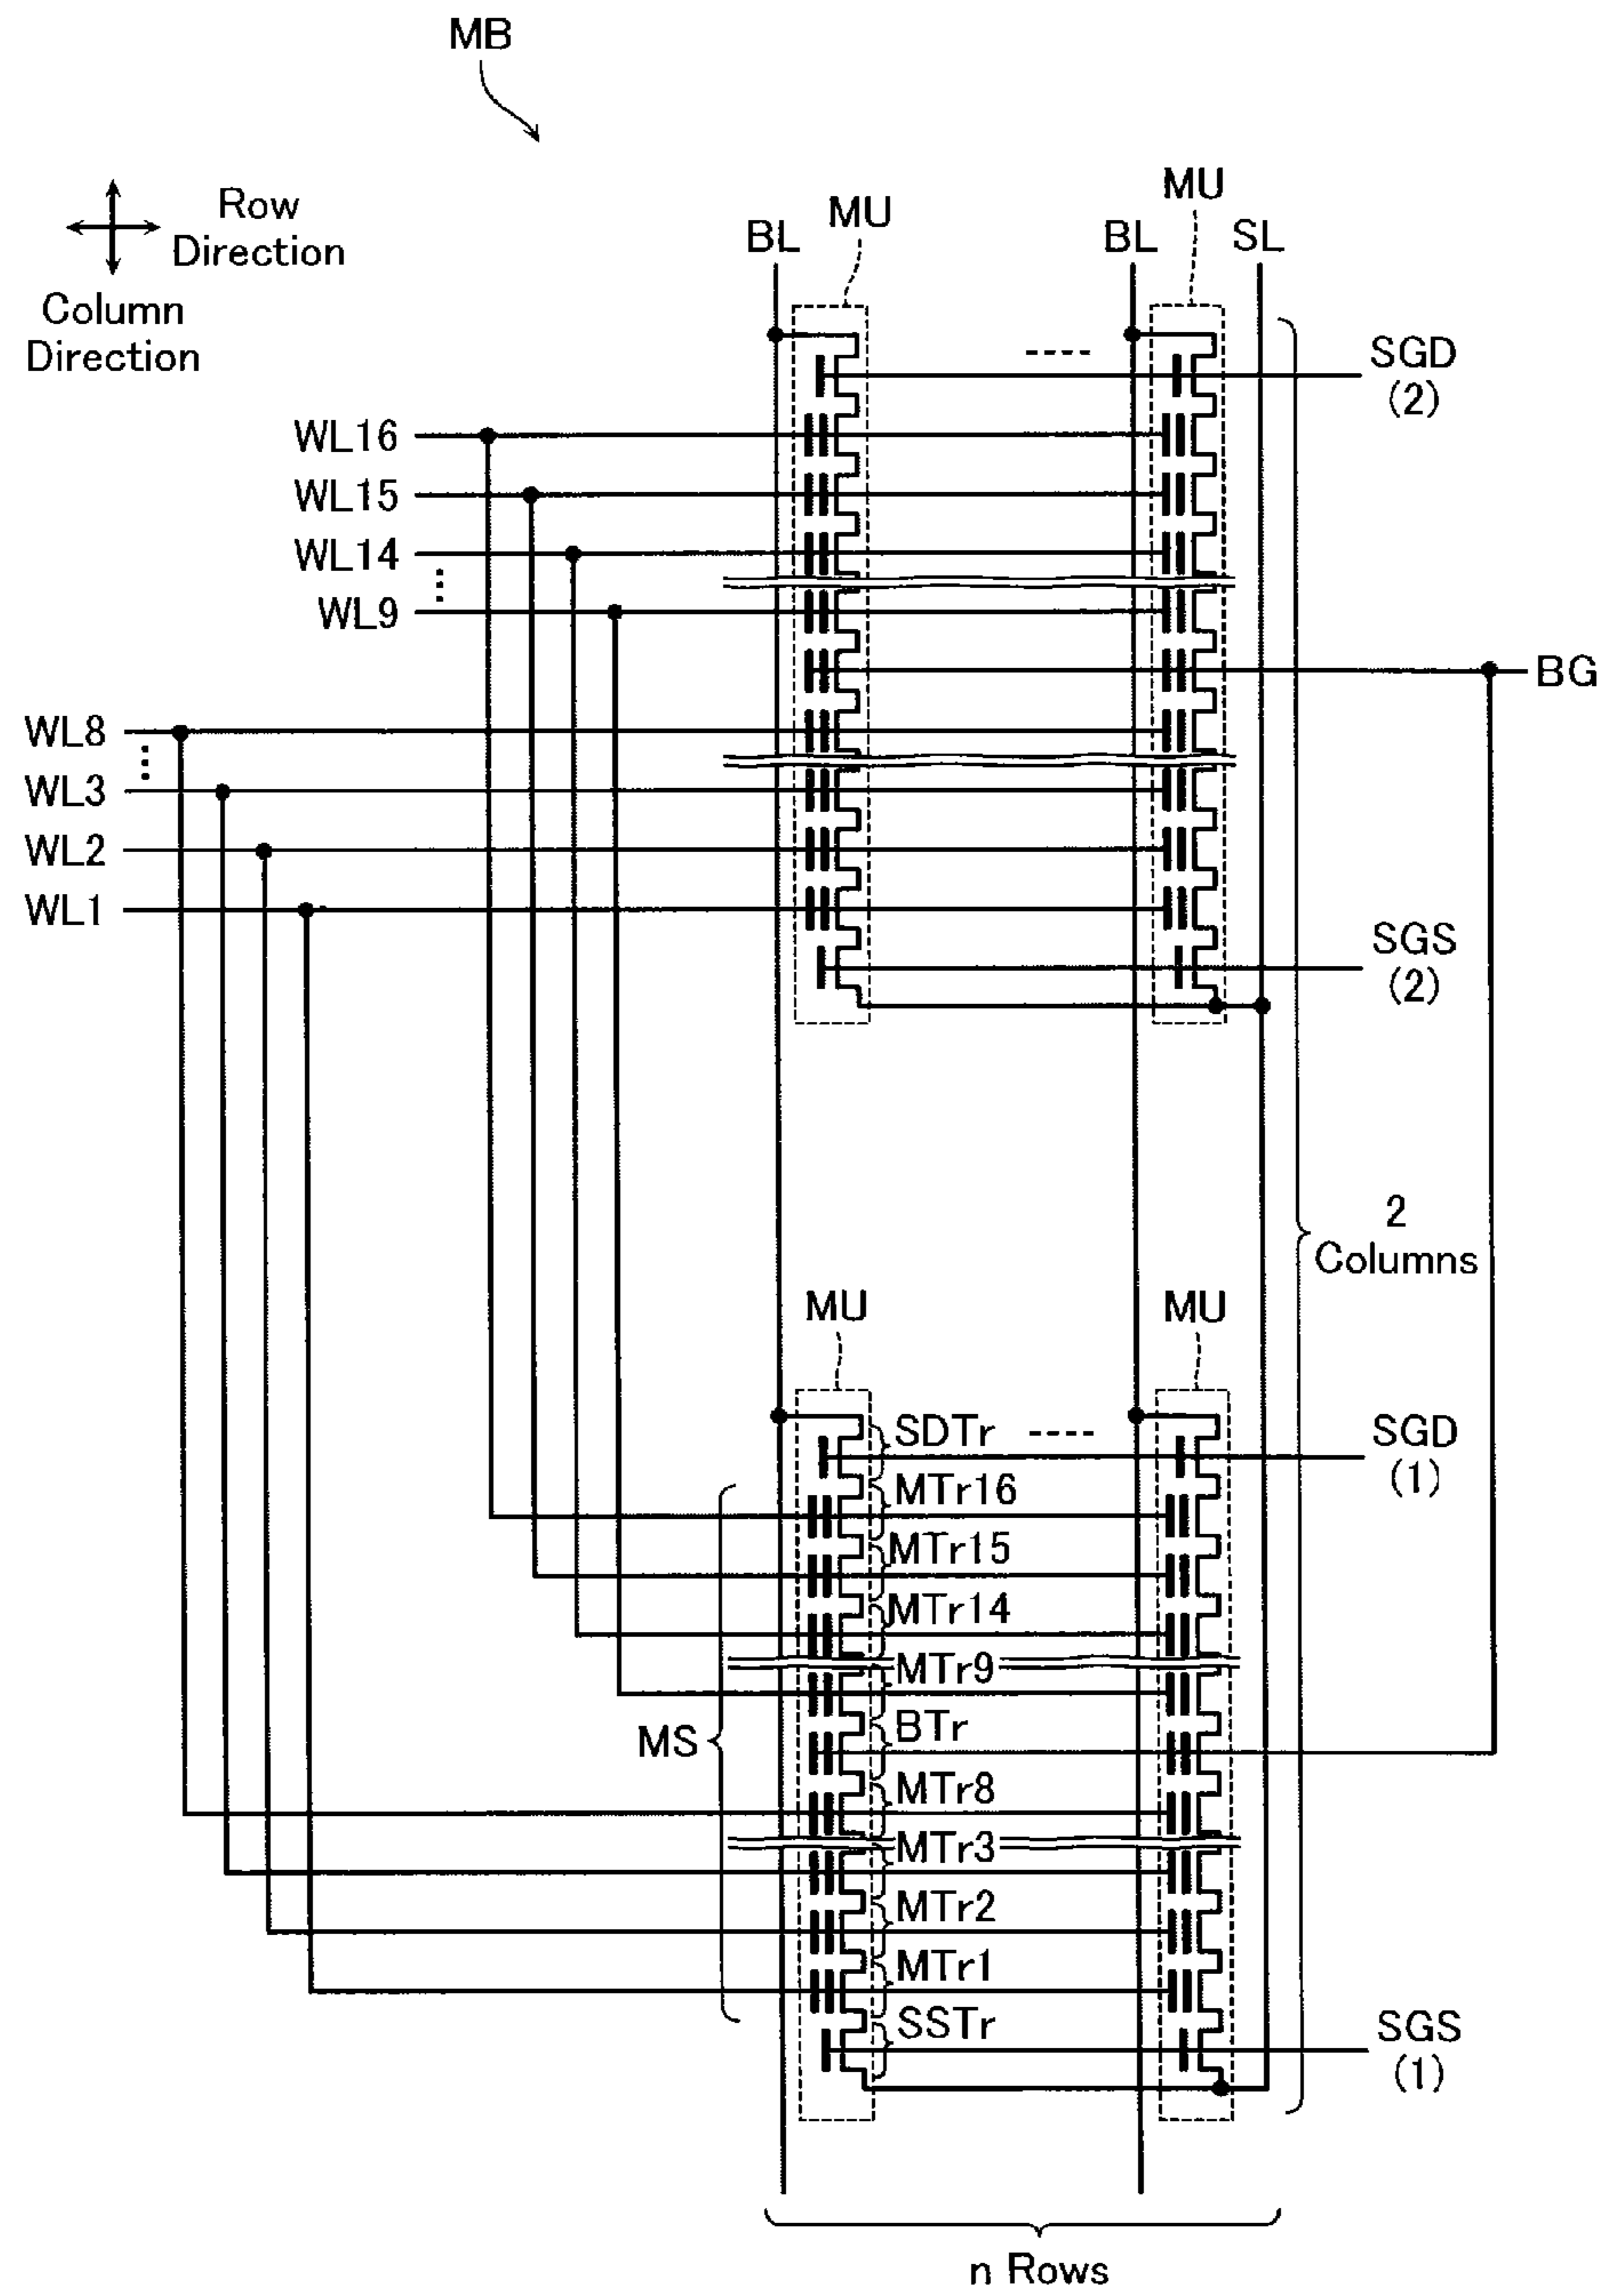 MB
Row
Direction
Column
Direction
BL
MU
BL
MU
SL
SGD
(2)
WL16
WL15
WL14
⋮
WL9
BG
WL8
⋮
WL3
WL2
WL1
SGS
(2)
2
Columns
MU
MU
SDTr
SGD
(1)
MTr16
MTr15
MTr14
MTr9
MS
BTr
MTr8
MTr3
MTr2
MTr1
SSTr
SGS
(1)
n Rows